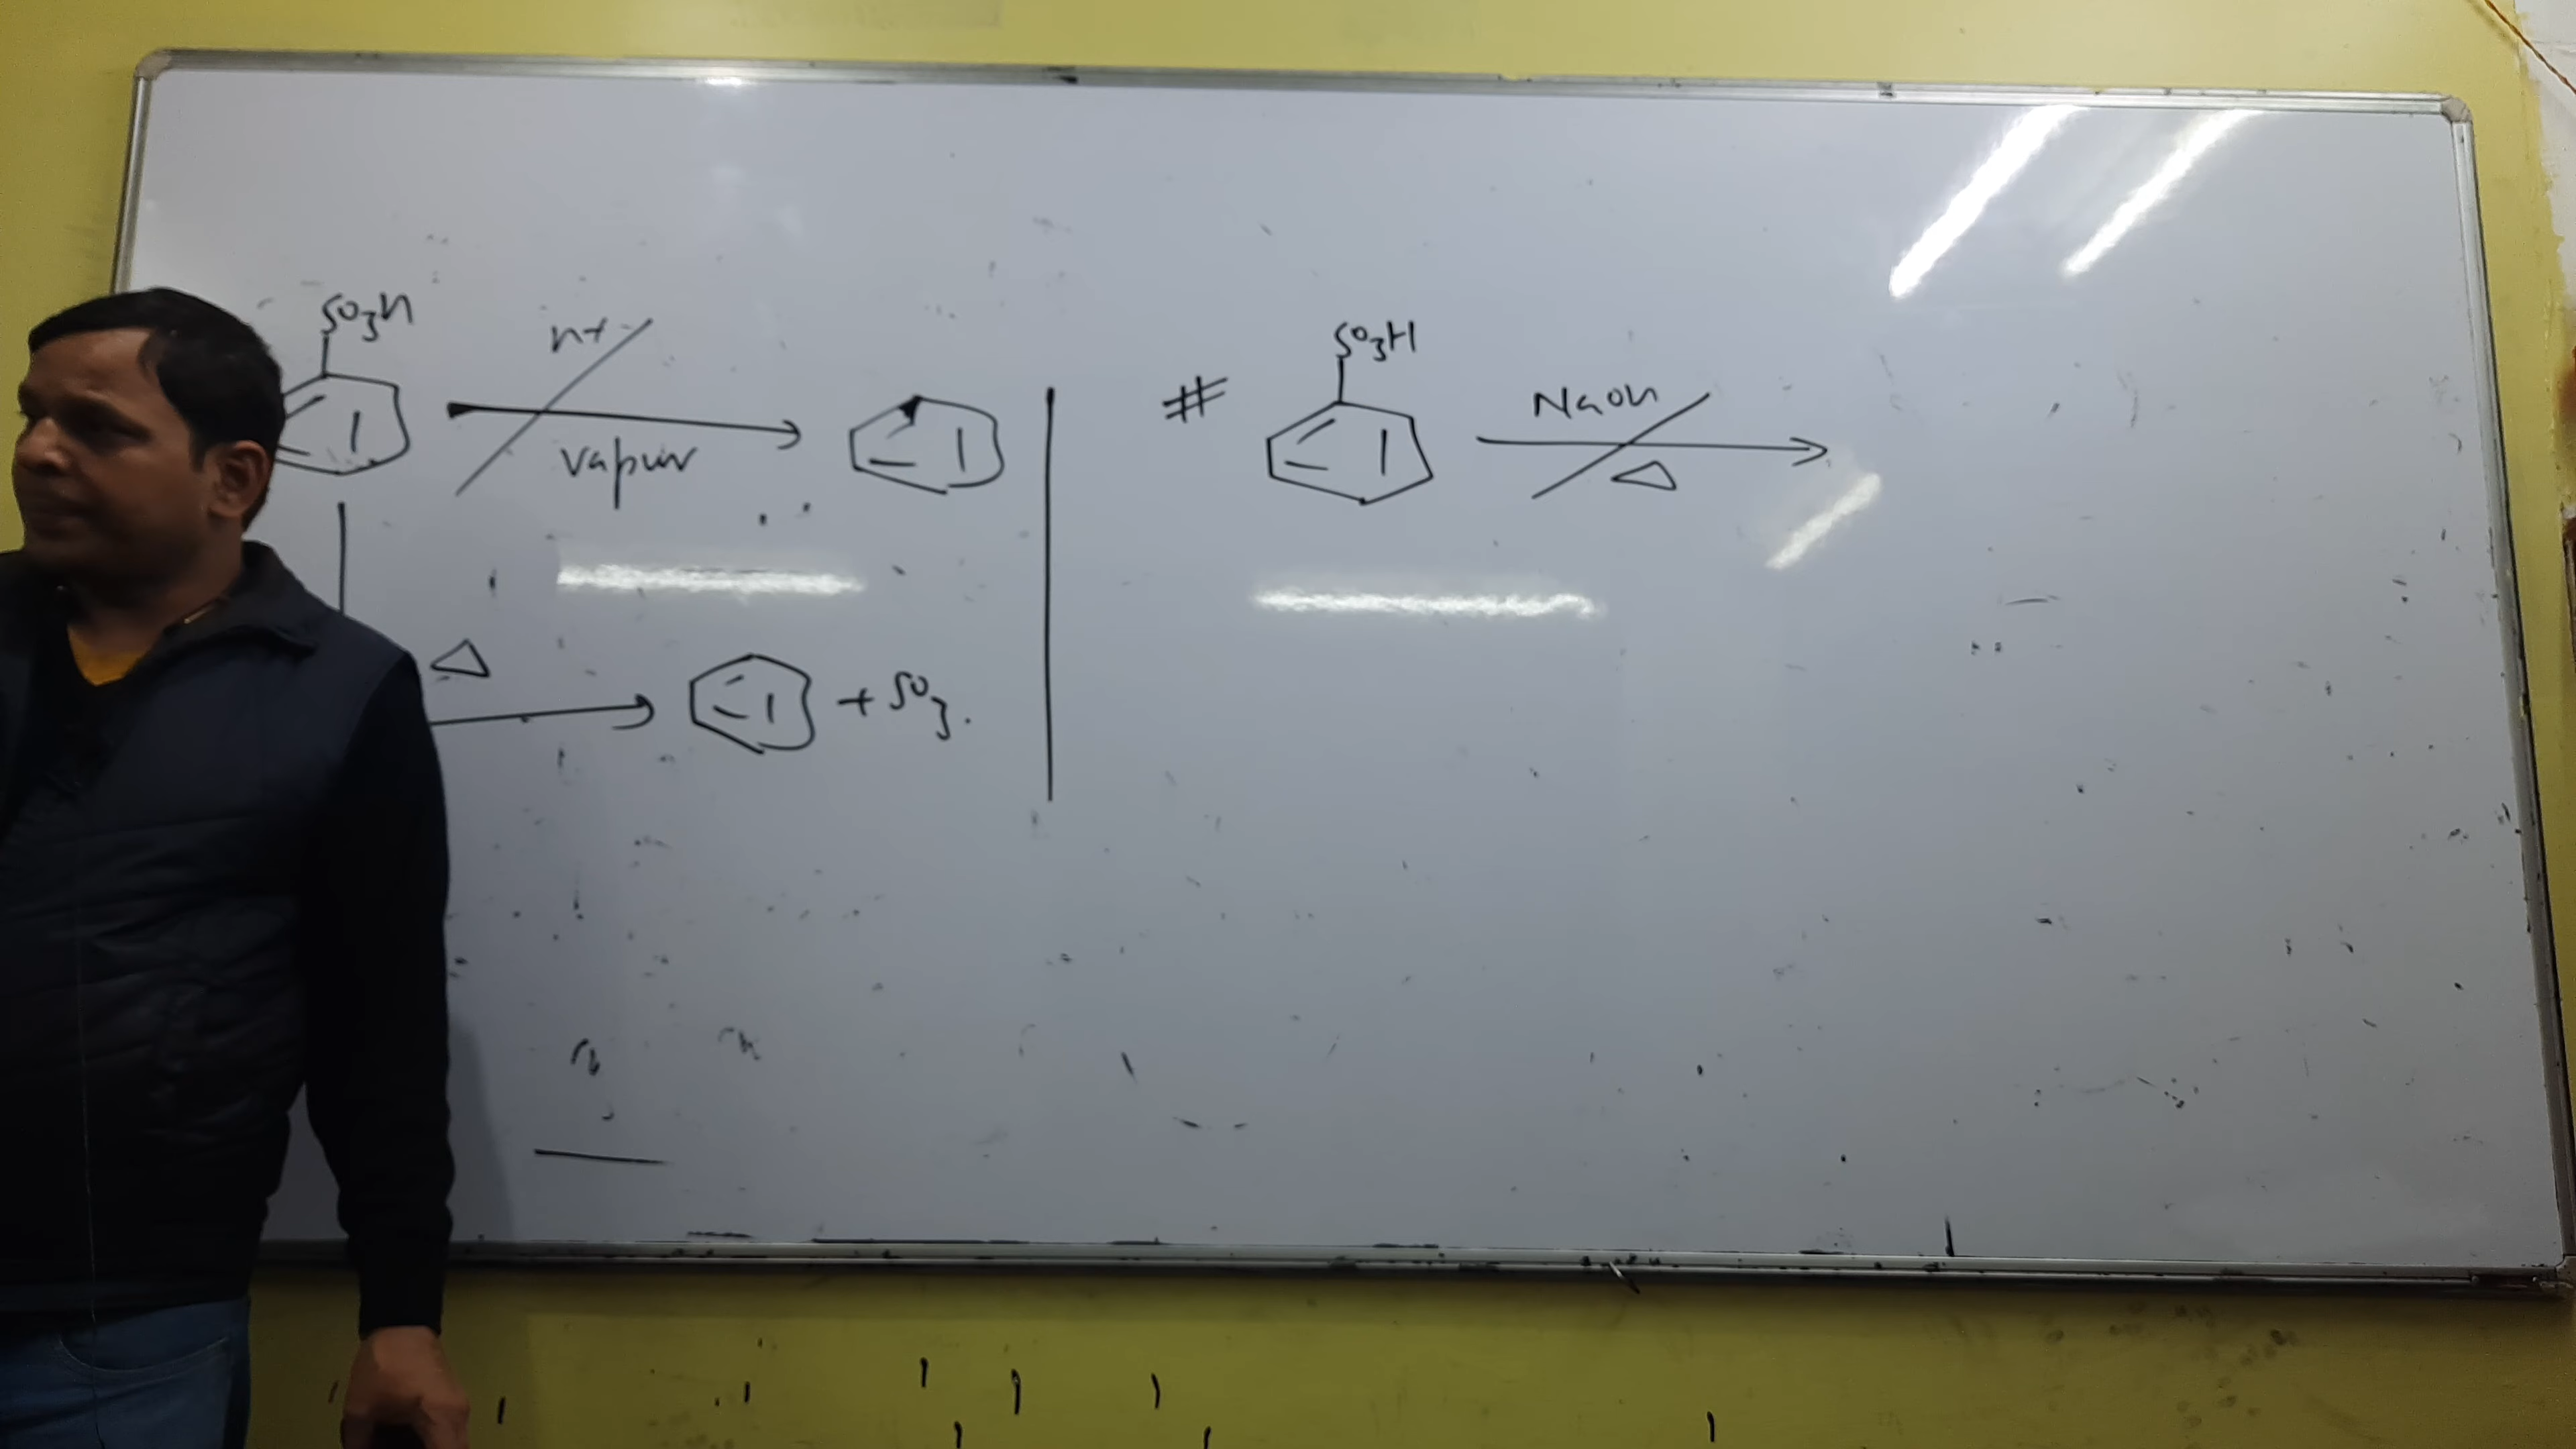 SO3H
H+
vapour
Δ
+ SO3.
# SO3H
NaOH
Δ